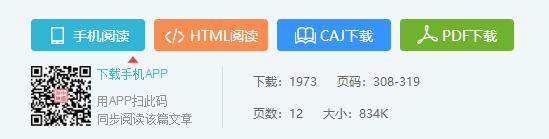 手机阅读 HTML阅读 CAJ下载 PDF下载
下载手机APP
用APP扫此码
同步阅读该篇文章
下载：1973 页码：308-319
页数：12 大小：834K